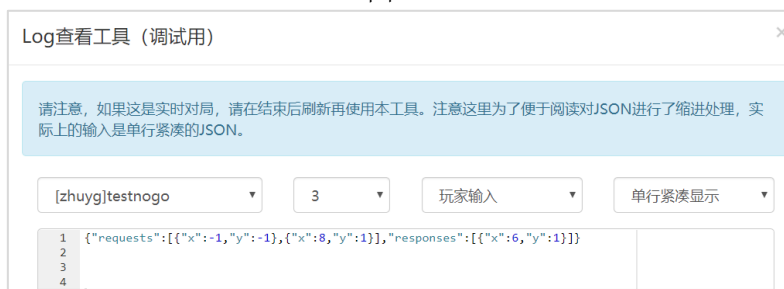 Log查看工具（调试用）
×
请注意，如果这是实时对局，请在结束后刷新再使用本工具。注意这里为了便于阅读对JSON进行了缩进处理，实
际上的输入是单行紧凑的JSON。
[zhuyg]testnogo 3 玩家输入 单行紧凑显示
1 {"requests":[{"x":-1,"y":-1},{"x":8,"y":1}],"responses":[{"x":6,"y":1}]}
2
3
4